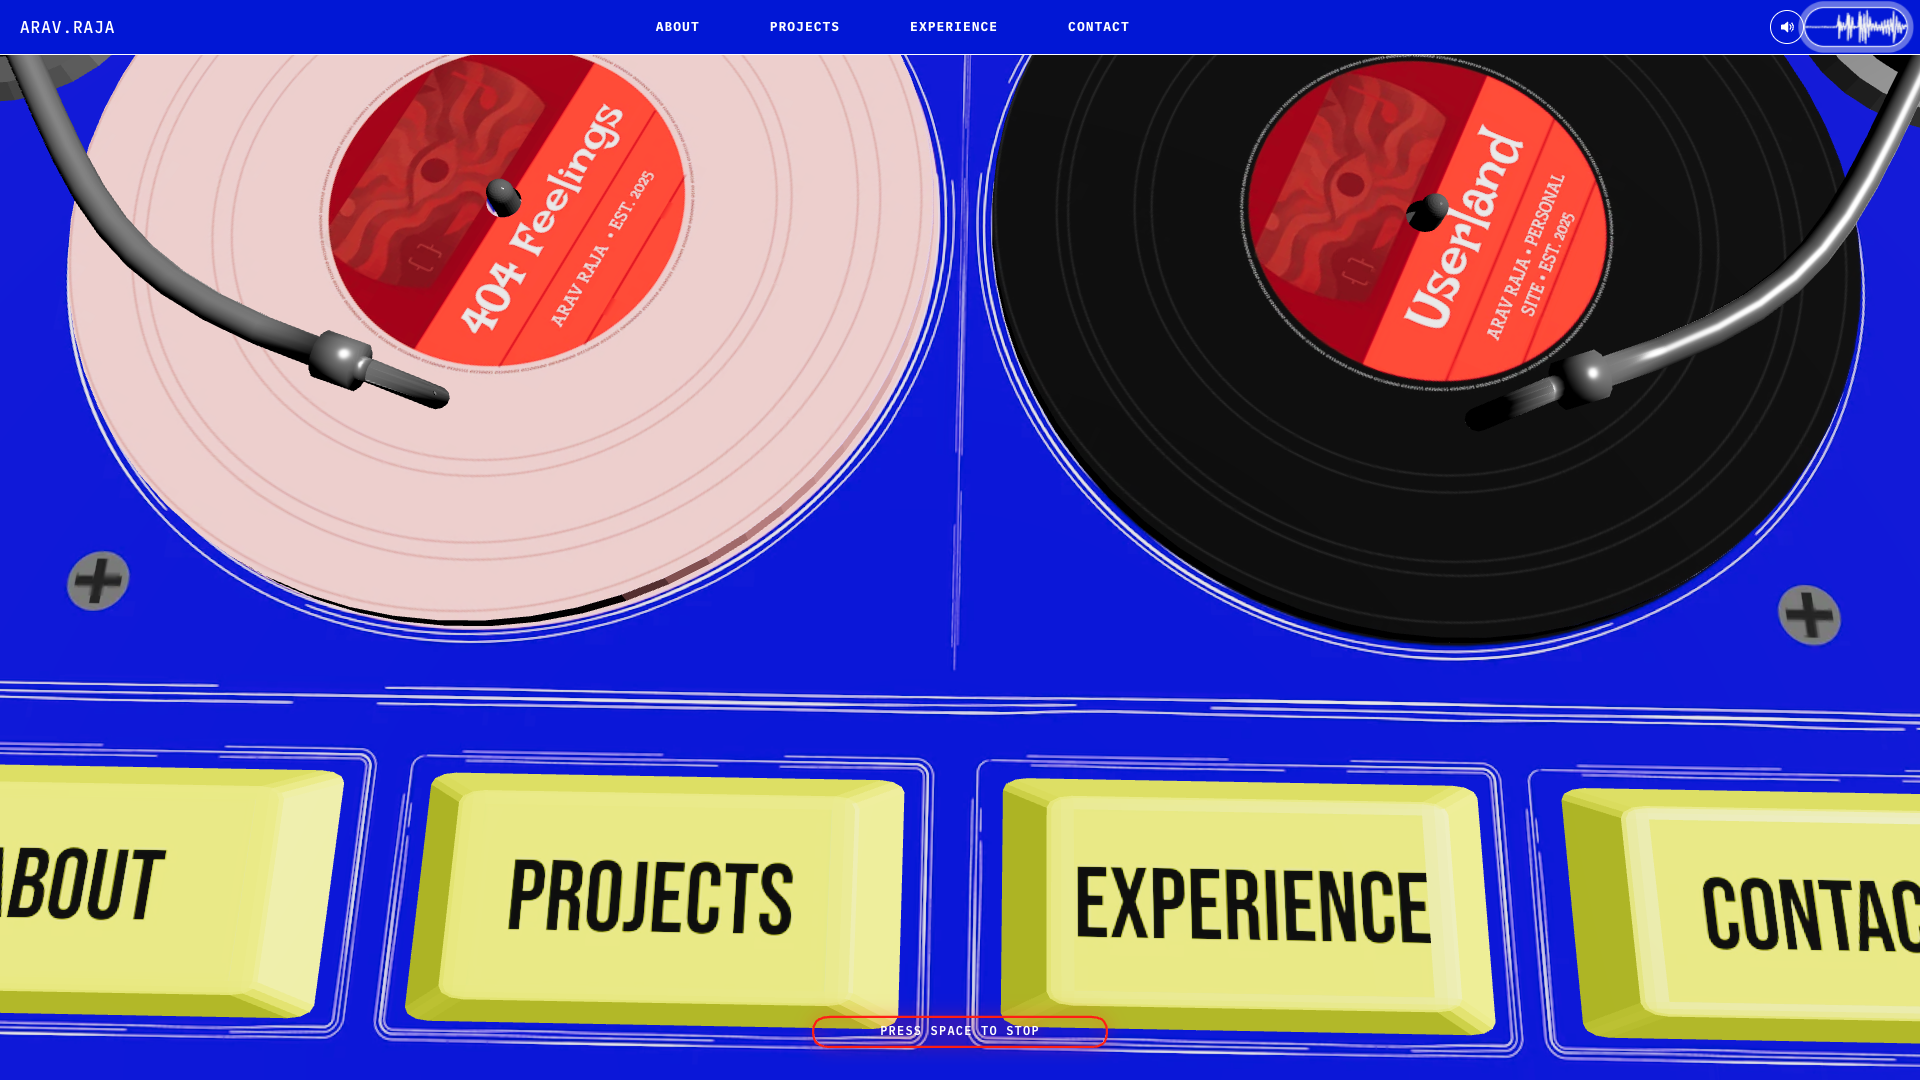 ARAV.RAJA
ABOUT
PROJECTS
EXPERIENCE
CONTACT
404 Feelings
ARAV RAJA • EST. 2025
Userland
ARAV RAJA • PERSONAL
SITE • EST. 2025
ABOUT
PROJECTS
EXPERIENCE
CONTAC
PRESS SPACE TO STOP